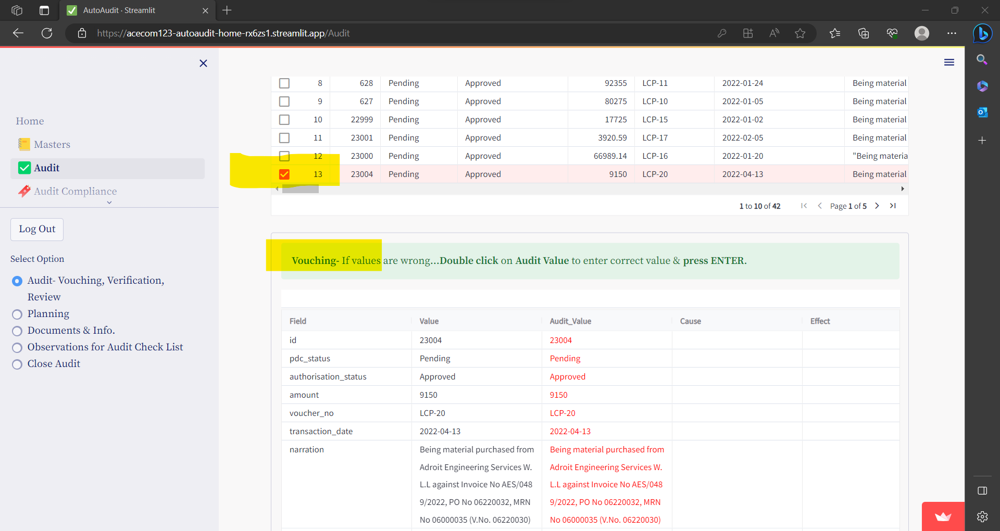 AutoAudit · Streamlit
https://acecom123-autoaudit-home-rx6zs1.streamlit.app/Audit
Home
Masters
Audit
Audit Compliance
Log Out
Select Option
Audit- Vouching, Verification,
Review
Planning
Documents & Info.
Observations for Audit Check List
Close Audit
8 628 Pending Approved 92355 LCP-11 2022-01-24 Being material
9 627 Pending Approved 80275 LCP-10 2022-01-05 Being material
10 22999 Pending Approved 17725 LCP-15 2022-01-02 Being material
11 23001 Pending Approved 3920.59 LCP-17 2022-02-05 Being material
12 23000 Pending Approved 66989.14 LCP-16 2022-01-20 "Being materia
13 23004 Pending Approved 9150 LCP-20 2022-04-13 Being material
1 to 10 of 42 Page 1 of 5
Vouching- If values are wrong...Double click on Audit Value to enter correct value & press ENTER.
Field Value Audit_Value Cause Effect
id 23004 23004
pdc_status Pending Pending
authorisation_status Approved Approved
amount 9150 9150
voucher_no LCP-20 LCP-20
transaction_date 2022-04-13 2022-04-13
narration Being material purchased from Being material purchased from
Adroit Engineering Services W. Adroit Engineering Services W.
L.L against Invoice No AES/048 L.L against Invoice No AES/048
9/2022, PO No 06220032, MRN 9/2022, PO No 06220032, MRN
No 06000035 (V.No. 06220030) No 06000035 (V.No. 06220030)